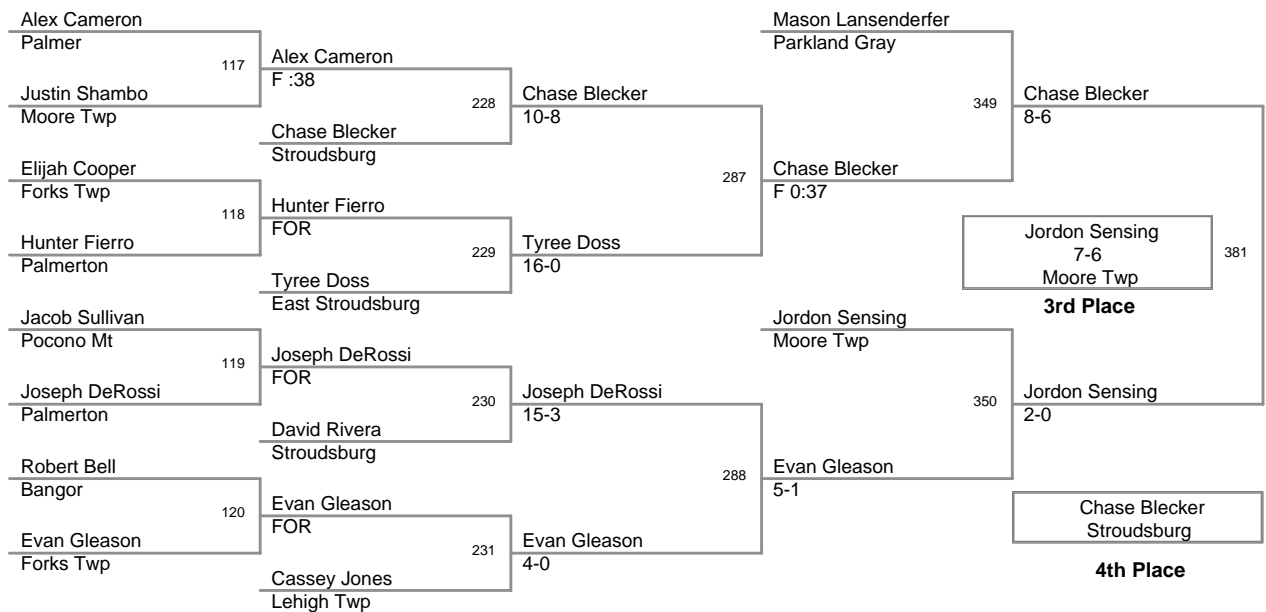 Alex Cameron
Palmer
117
Justin Shambo
Moore Twp
Elijah Cooper
Forks Twp
118
Hunter Fierro
Palmerton
Jacob Sullivan
Pocono Mt
119
Joseph DeRossi
Palmerton
Robert Bell
Bangor
120
Evan Gleason
Forks Twp
Alex Cameron
F :38
228
Chase Blecker
Stroudsburg
Hunter Fierro
FOR
229
Tyree Doss
East Stroudsburg
Joseph DeRossi
FOR
230
David Rivera
Stroudsburg
Evan Gleason
FOR
231
Cassey Jones
Lehigh Twp
Chase Blecker
10-8
287
Tyree Doss
16-0
Joseph DeRossi
15-3
288
Evan Gleason
4-0
Mason Lansenderfer
Parkland Gray
349
Chase Blecker
F 0:37
Jordon Sensing
Moore Twp
350
Evan Gleason
5-1
Chase Blecker
8-6
381
Jordon Sensing
2-0
Jordon Sensing
7-6
Moore Twp
3rd Place
Chase Blecker
Stroudsburg
4th Place